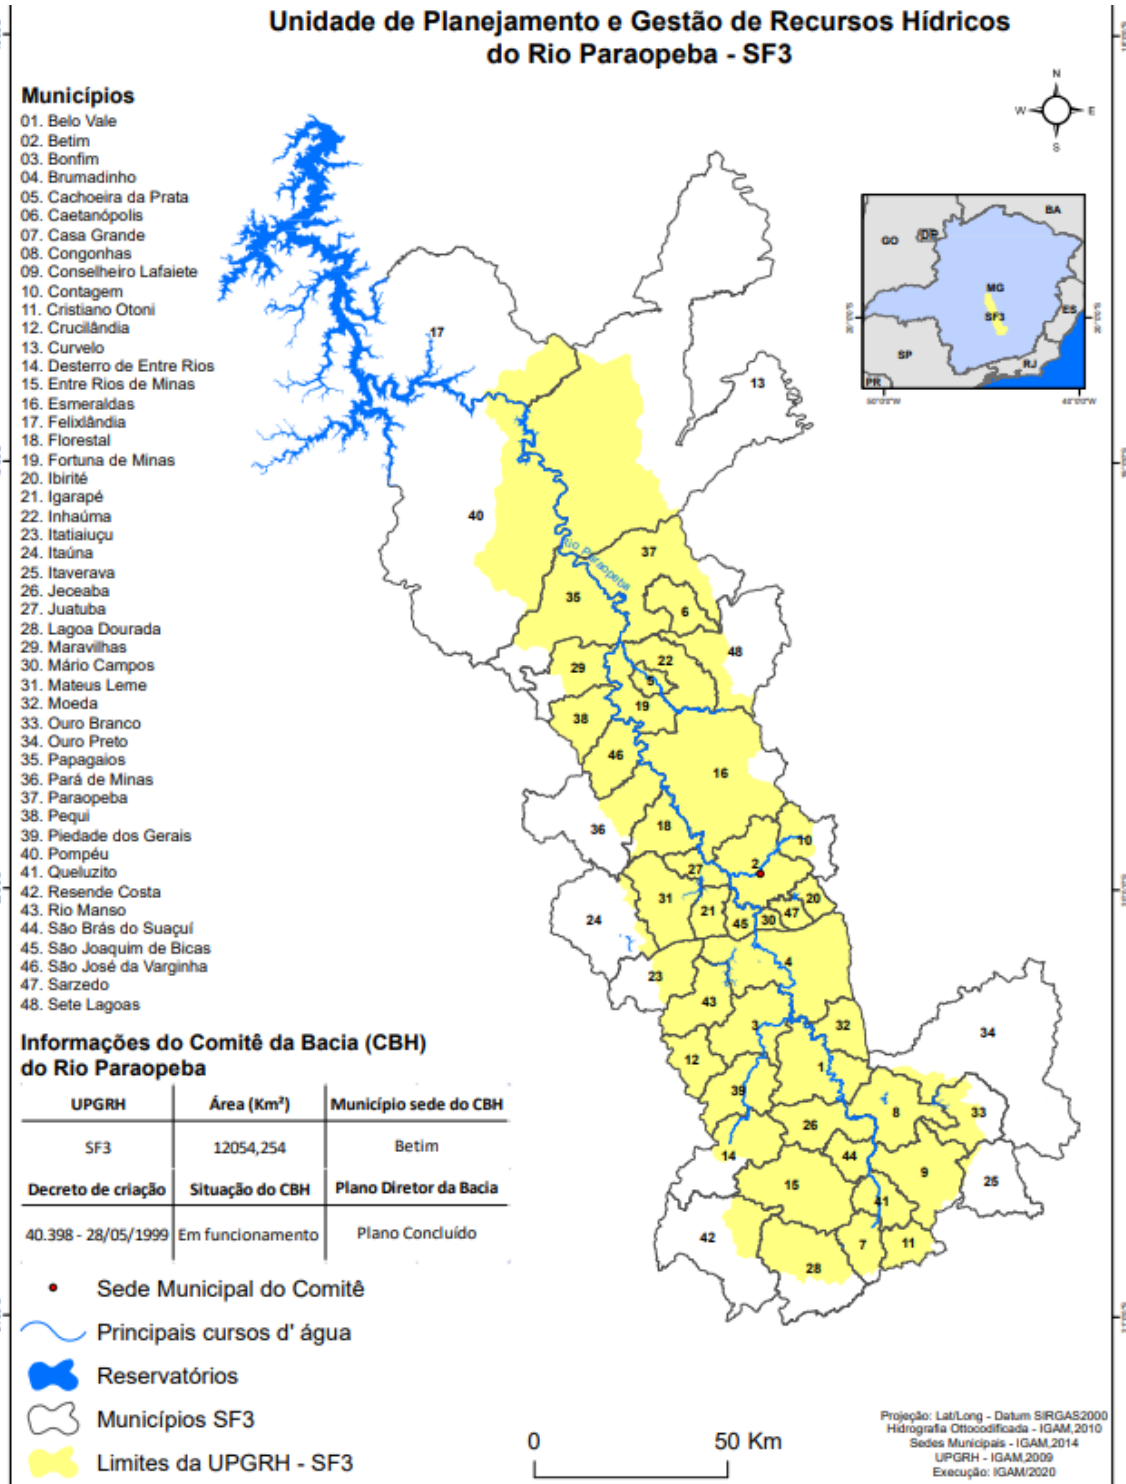 Unidade de Planejamento e Gestão de Recursos Hídricos
do Rio Paraopeba - SF3
Municípios
01. Belo Vale
02. Betim
03. Bonfim
04. Brumadinho
05. Cachoeira da Prata
06. Caetanópolis
07. Casa Grande
08. Congonhas
09. Conselheiro Lafaiete
10. Contagem
11. Cristiano Otoni
12. Crucilândia
13. Curvelo
14. Desterro de Entre Rios
15. Entre Rios de Minas
16. Esmeraldas
17. Felixlândia
18. Florestal
19. Fortuna de Minas
20. Ibirité
21. Igarapé
22. Inhaúma
23. Itatiaiuçu
24. Itaúna
25. Itaverava
26. Jeceaba
27. Juatuba
28. Lagoa Dourada
29. Maravilhas
30. Mário Campos
31. Mateus Leme
32. Moeda
33. Ouro Branco
34. Ouro Preto
35. Papagaios
36. Pará de Minas
37. Paraopeba
38. Pequi
39. Piedade dos Gerais
40. Pompéu
41. Queluzito
42. Resende Costa
43. Rio Manso
44. São Brás do Suaçuí
45. São Joaquim de Bicas
46. São José da Varginha
47. Sarzedo
48. Sete Lagoas
N
W E
S
BA
GO DF
MG
SF3
ES
SP
RJ
PR
17
13
40
37
Rio Paraopeba
35
6
48
22
29
5
19
38
46
16
36
18
10
2
27
31
20
24
21
45
30
47
4
23
43
3
32
34
12
1
39
8
33
26
14
44
9
25
15
41
42
7
11
28
Informações do Comitê da Bacia (CBH)
do Rio Paraopeba
UPGRH Área (Km²) Município sede do CBH
SF3 12054,254 Betim
Decreto de criação Situação do CBH Plano Diretor da Bacia
40.398 - 28/05/1999 Em funcionamento Plano Concluído
Sede Municipal do Comitê
Principais cursos d' água
Reservatórios
Municípios SF3
Limites da UPGRH - SF3
0 50 Km
Projeção: Lat/Long - Datum SIRGAS2000
Hidrografia Ottocodificada - IGAM,2010
Sedes Municipais - IGAM,2014
UPGRH - IGAM,2009
Execução: IGAM/2020